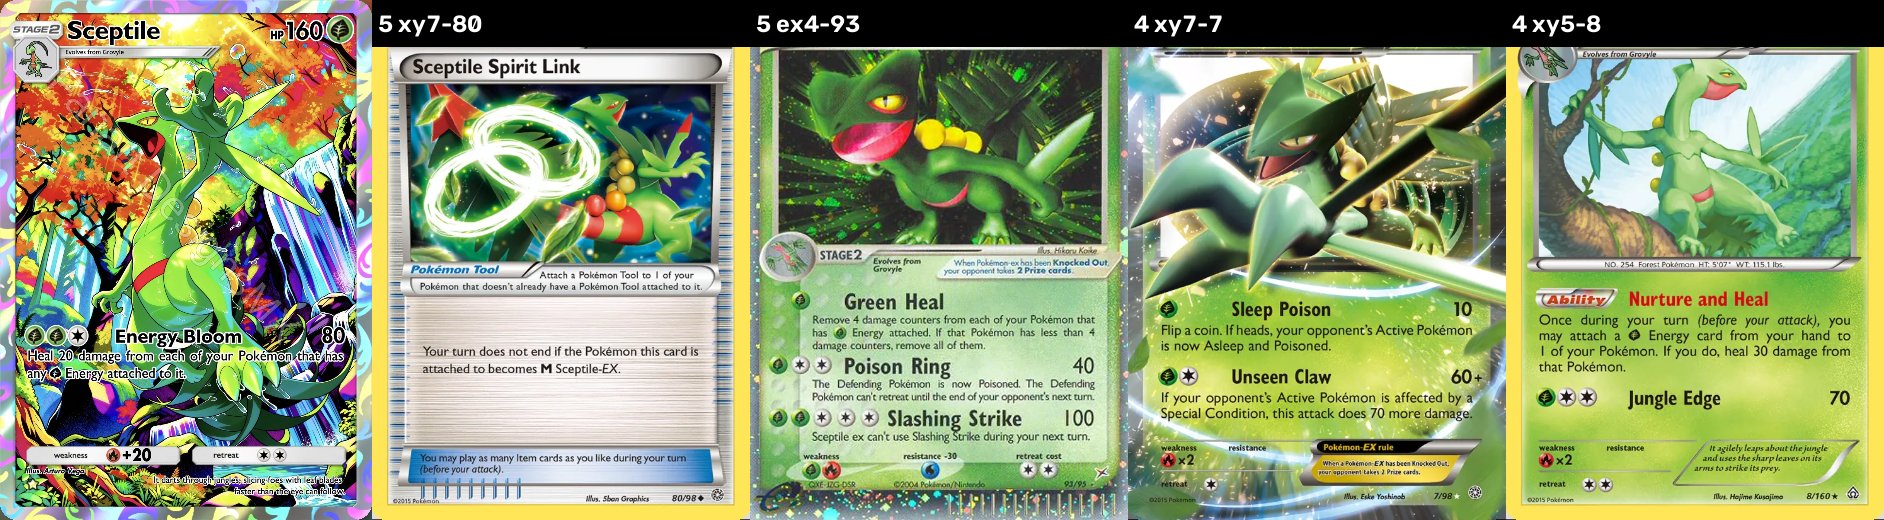 STAGE2 Sceptile HP160
Evolves from Grovyle
Energy Bloom 80
Heal 20 damage from each of your Pokémon that has
any Energy attached to it.
weakness +20 retreat
Illus.
It darts through jungles, slicing foes with leaf blades
faster than the eye can follow.
5 xy7-80
Sceptile Spirit Link
Pokémon Tool
Attach a Pokémon Tool to 1 of your
Pokémon that doesn't already have a Pokémon Tool attached to it.
Your turn does not end if the Pokémon this card is
attached to becomes M Sceptile-EX.
You may play as many Item cards as you like during your turn
(before your attack).
©2015 Pokémon
Illus. 5ban Graphics 80/98
5 ex4-93
Illus. Hikaru Koike
STAGE2 Evolves from
Grovyle
When Pokémon-ex has been Knocked Out,
your opponent takes 2 Prize cards.
Green Heal
Remove 4 damage counters from each of your Pokémon that
has Energy attached. If that Pokémon has less than 4
damage counters, remove all of them.
Poison Ring 40
The Defending Pokémon is now Poisoned. The Defending
Pokémon can't retreat until the end of your opponent's next turn.
Slashing Strike 100
Sceptile ex can't use Slashing Strike during your next turn.
weakness resistance -30 retreat cost
©2004 Pokémon/Nintendo 93/95
4 xy7-7
Sleep Poison 10
Flip a coin. If heads, your opponent's Active Pokémon
is now Asleep and Poisoned.
Unseen Claw 60+
If your opponent's Active Pokémon is affected by a
Special Condition, this attack does 70 more damage.
weakness resistance
×2
Pokémon-EX rule
When a Pokémon-EX has been Knocked Out,
your opponent takes 2 Prize cards.
retreat
©2015 Pokémon
Illus. Eske Yoshinob 7/98
4 xy5-8
Evolves from Grovyle
NO. 254 Forest Pokémon HT: 5'07" WT: 115.1 lbs.
Ability Nurture and Heal
Once during your turn (before your attack), you
may attach a Energy card from your hand to
1 of your Pokémon. If you do, heal 30 damage from
that Pokémon.
Jungle Edge 70
weakness resistance
×2
It agilely leaps about the jungle
and uses the sharp leaves on its
arms to strike its prey.
retreat
©2015 Pokémon
Illus. Hajime Kusajima 8/160